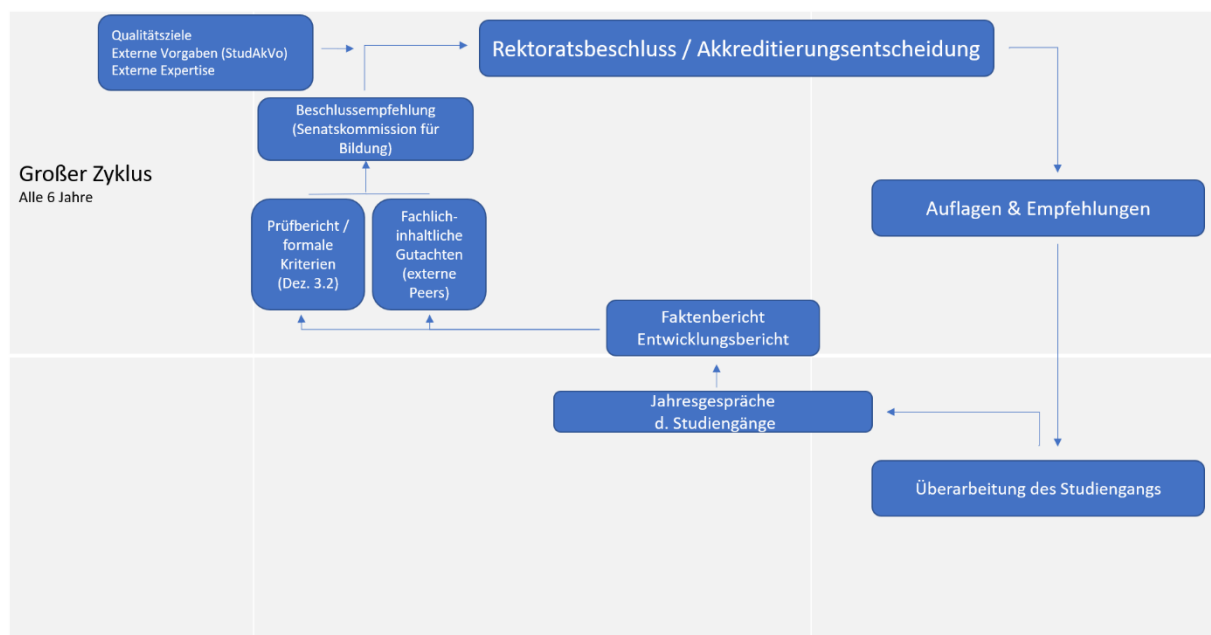 Qualitätsziele
Externe Vorgaben (StudAkVo)
Externe Expertise
Rektoratsbeschluss / Akkreditierungsentscheidung
Beschlussempfehlung
(Senatskommission für
Bildung)
Großer Zyklus
Alle 6 Jahre
Auflagen & Empfehlungen
Prüfbericht /
formale
Kriterien
(Dez. 3.2)
Fachlich-
inhaltliche
Gutachten
(externe
Peers)
Faktenbericht
Entwicklungsbericht
Jahresgespräche
d. Studiengänge
Überarbeitung des Studiengangs